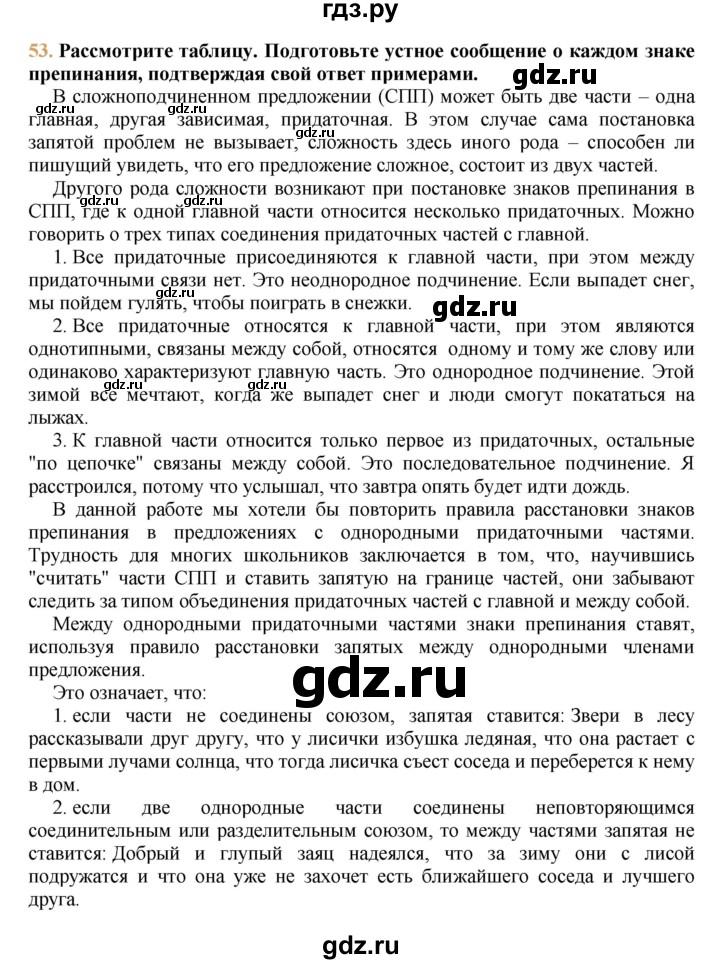 гдз.ру
53. Рассмотрите таблицу. Подготовьте устное сообщение о каждом знаке
препинания, подтверждая свой ответ примерами.
gdz.ru
В сложноподчиненном предложении (СПП) может быть две части – одна
главная, другая зависимая, придаточная. В этом случае сама постановка
gdz.ru
gdz.ru
запятой проблем не вызывает, сложность здесь иного рода – способен ли
пишущий увидеть, что его предложение сложное, состоит из двух частей.
Другого рода сложности возникают при постановке знаков препинания в
gdz.ru
СПП, где к одной главной части относится несколько придаточных. Можно
говорить о трех типах соединения придаточных частей с главной.
1. Все придаточные присоединяются к главной части, при этом между
придаточными связи нет. Это неоднородное подчинение. Если выпадет снег,
gdz.ru
мы пойдем гулять, чтобы поиграть в снежки.
gdz.ru
2. Все придаточные относятся к главной части, при этом являются
однотипными, связаны между собой, относятся одному и тому же слову или
одинаково характеризуют главную часть. Это однородное подчинение. Этой
gdz.ru
gdz.ru
зимой все мечтают, когда же выпадет снег и люди смогут покататься на
лыжах.
3. К главной части относится только первое из придаточных, остальные
"по цепочке" связаны между собой. Это последовательное подчинение. Я
расстроился, потому что услышал, что завтра опять будет идти дождь.
В данной работе мы хотели бы повторить правила расстановки знаков
gdz.ru
препинания в предложениях с однородными придаточными частями.
Трудность для многих школьников заключается в том, что, научившись
"считать" части СПП и ставить запятую на границе частей, они забывают
следить за типом объединения придаточных частей с главной и между собой.
Между однородными придаточными частями знаки препинания ставят,
используя правило расстановки запятых между однородными членами
предложения.
gdz.ru
Это означает, что:
1. если части не соединены союзом, запятая ставится: Звери в лесу
рассказывали друг другу, что у лисички избушка ледяная, что она растает с
первыми лучами солнца, что тогда лисичка съест соседа и переберется к нему
в дом.
2. если две однородные части соединены неповторяющимся
соединительным или разделительным союзом, то между частями запятая не
ставится: Добрый и глупый заяц надеялся, что за зиму они с лисой
подружатся и что она уже не захочет есть ближайшего соседа и лучшего
друга.
gdz.ru